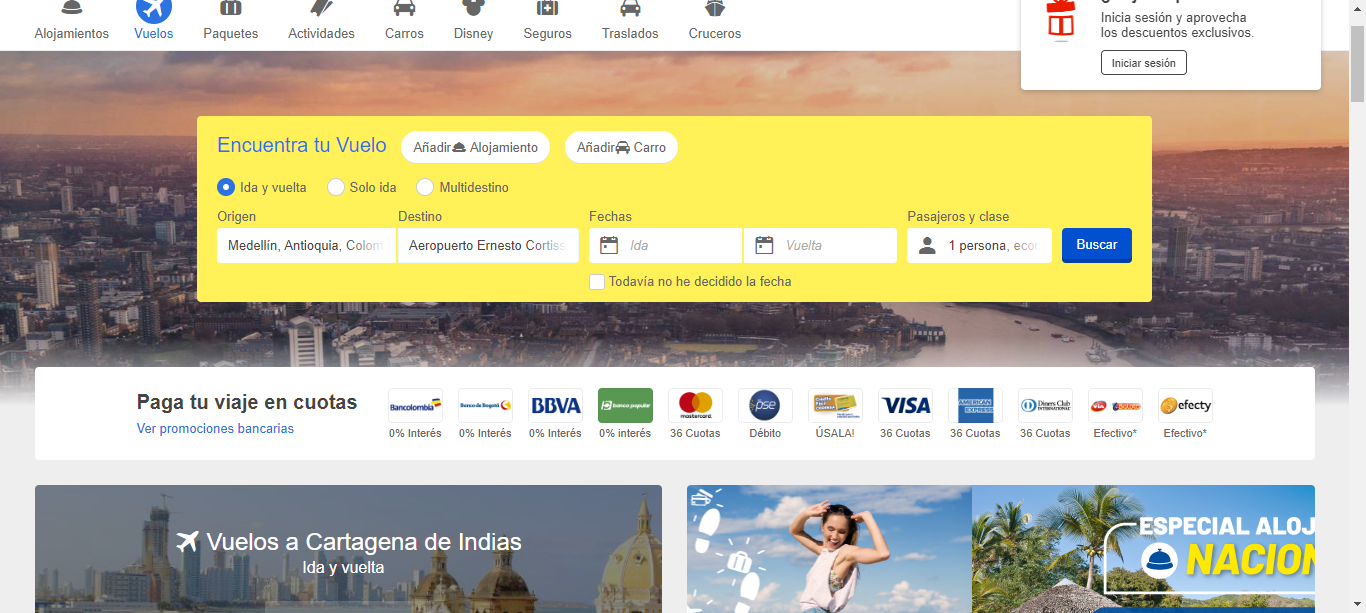 Alojamientos
Vuelos
Paquetes
Actividades
Carros
Disney
Seguros
Traslados
Cruceros
Inicia sesión y aprovecha
los descuentos exclusivos.
Iniciar sesión
Encuentra tu Vuelo
Añadir Alojamiento
Añadir Carro
Ida y vuelta
Solo ida
Multidestino
Origen
Destino
Fechas
Pasajeros y clase
Medellín, Antioquia, Colom
Aeropuerto Ernesto Cortiss
Ida
Vuelta
1 persona, econ
Buscar
Todavía no he decidido la fecha
Paga tu viaje en cuotas
Ver promociones bancarias
Bancolombia
Banco de Bogotá
BBVA
banco popular
mastercard
pse
VISA
AMERICAN EXPRESS
Diners Club
INTERNATIONAL
efecty
0% Interés
0% Interés
0% Interés
0% interés
36 Cuotas
Débito
ÚSALA!
36 Cuotas
36 Cuotas
36 Cuotas
Efectivo*
Efectivo*
Vuelos a Cartagena de Indias
Ida y vuelta
ESPECIAL ALOJ
NACION